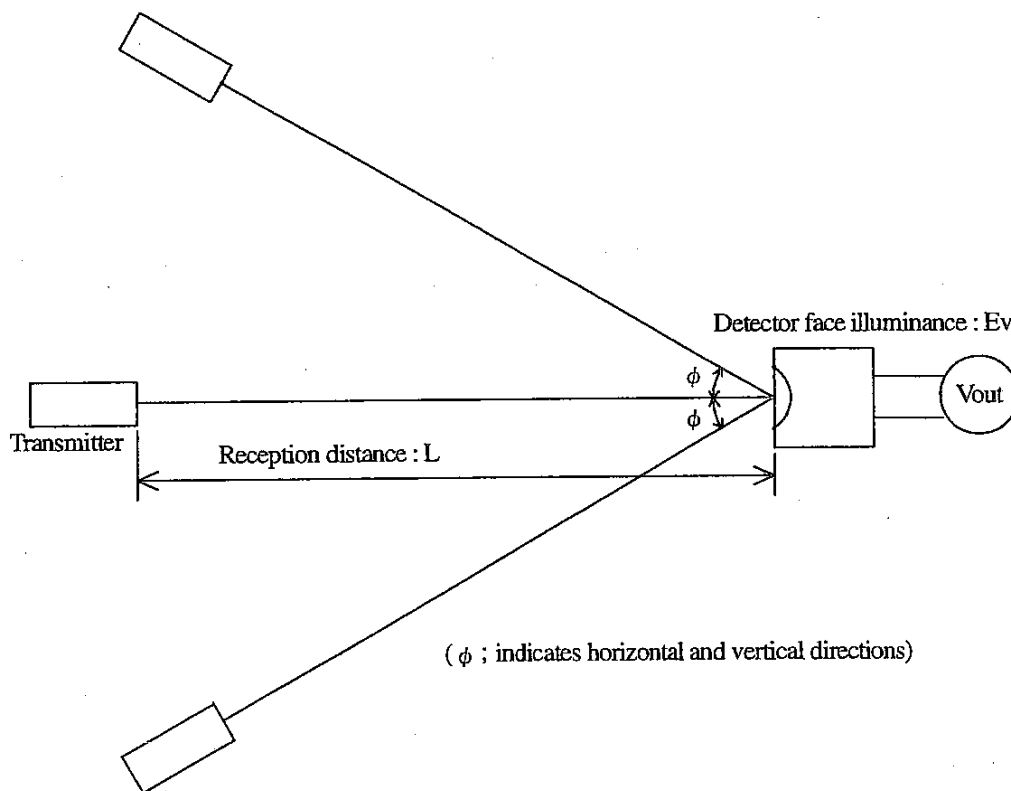 Detector face illuminance : Ev
ϕ
Vout
ϕ
Transmitter
Reception distance : L
( ϕ ; indicates horizontal and vertical directions)